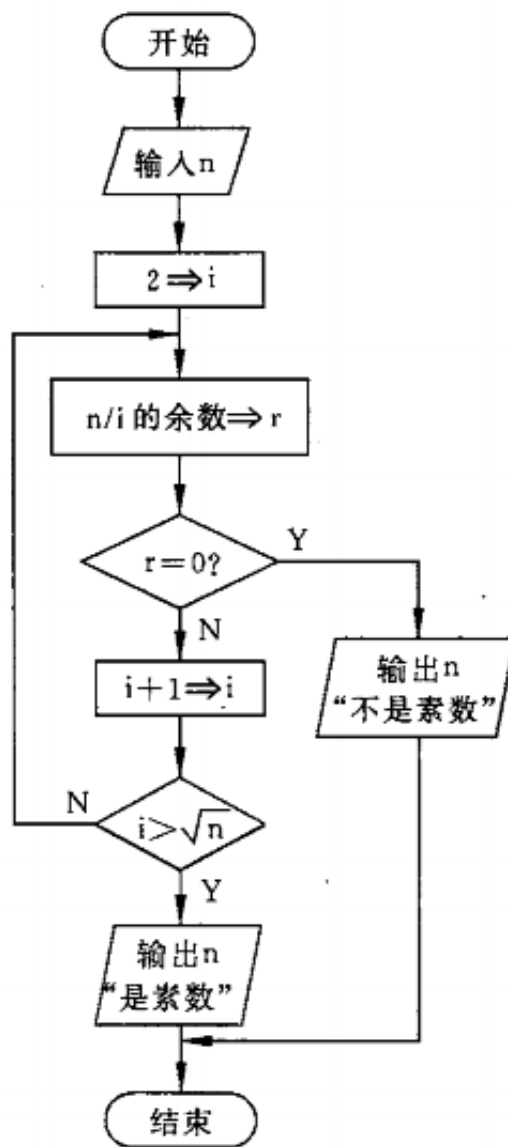 开始
输入n
2⇒i
n/i的余数⇒r
r=0?
Y
N
输出n
“不是素数”
i+1⇒i
N
i>√n
Y
输出n
“是素数”
结束